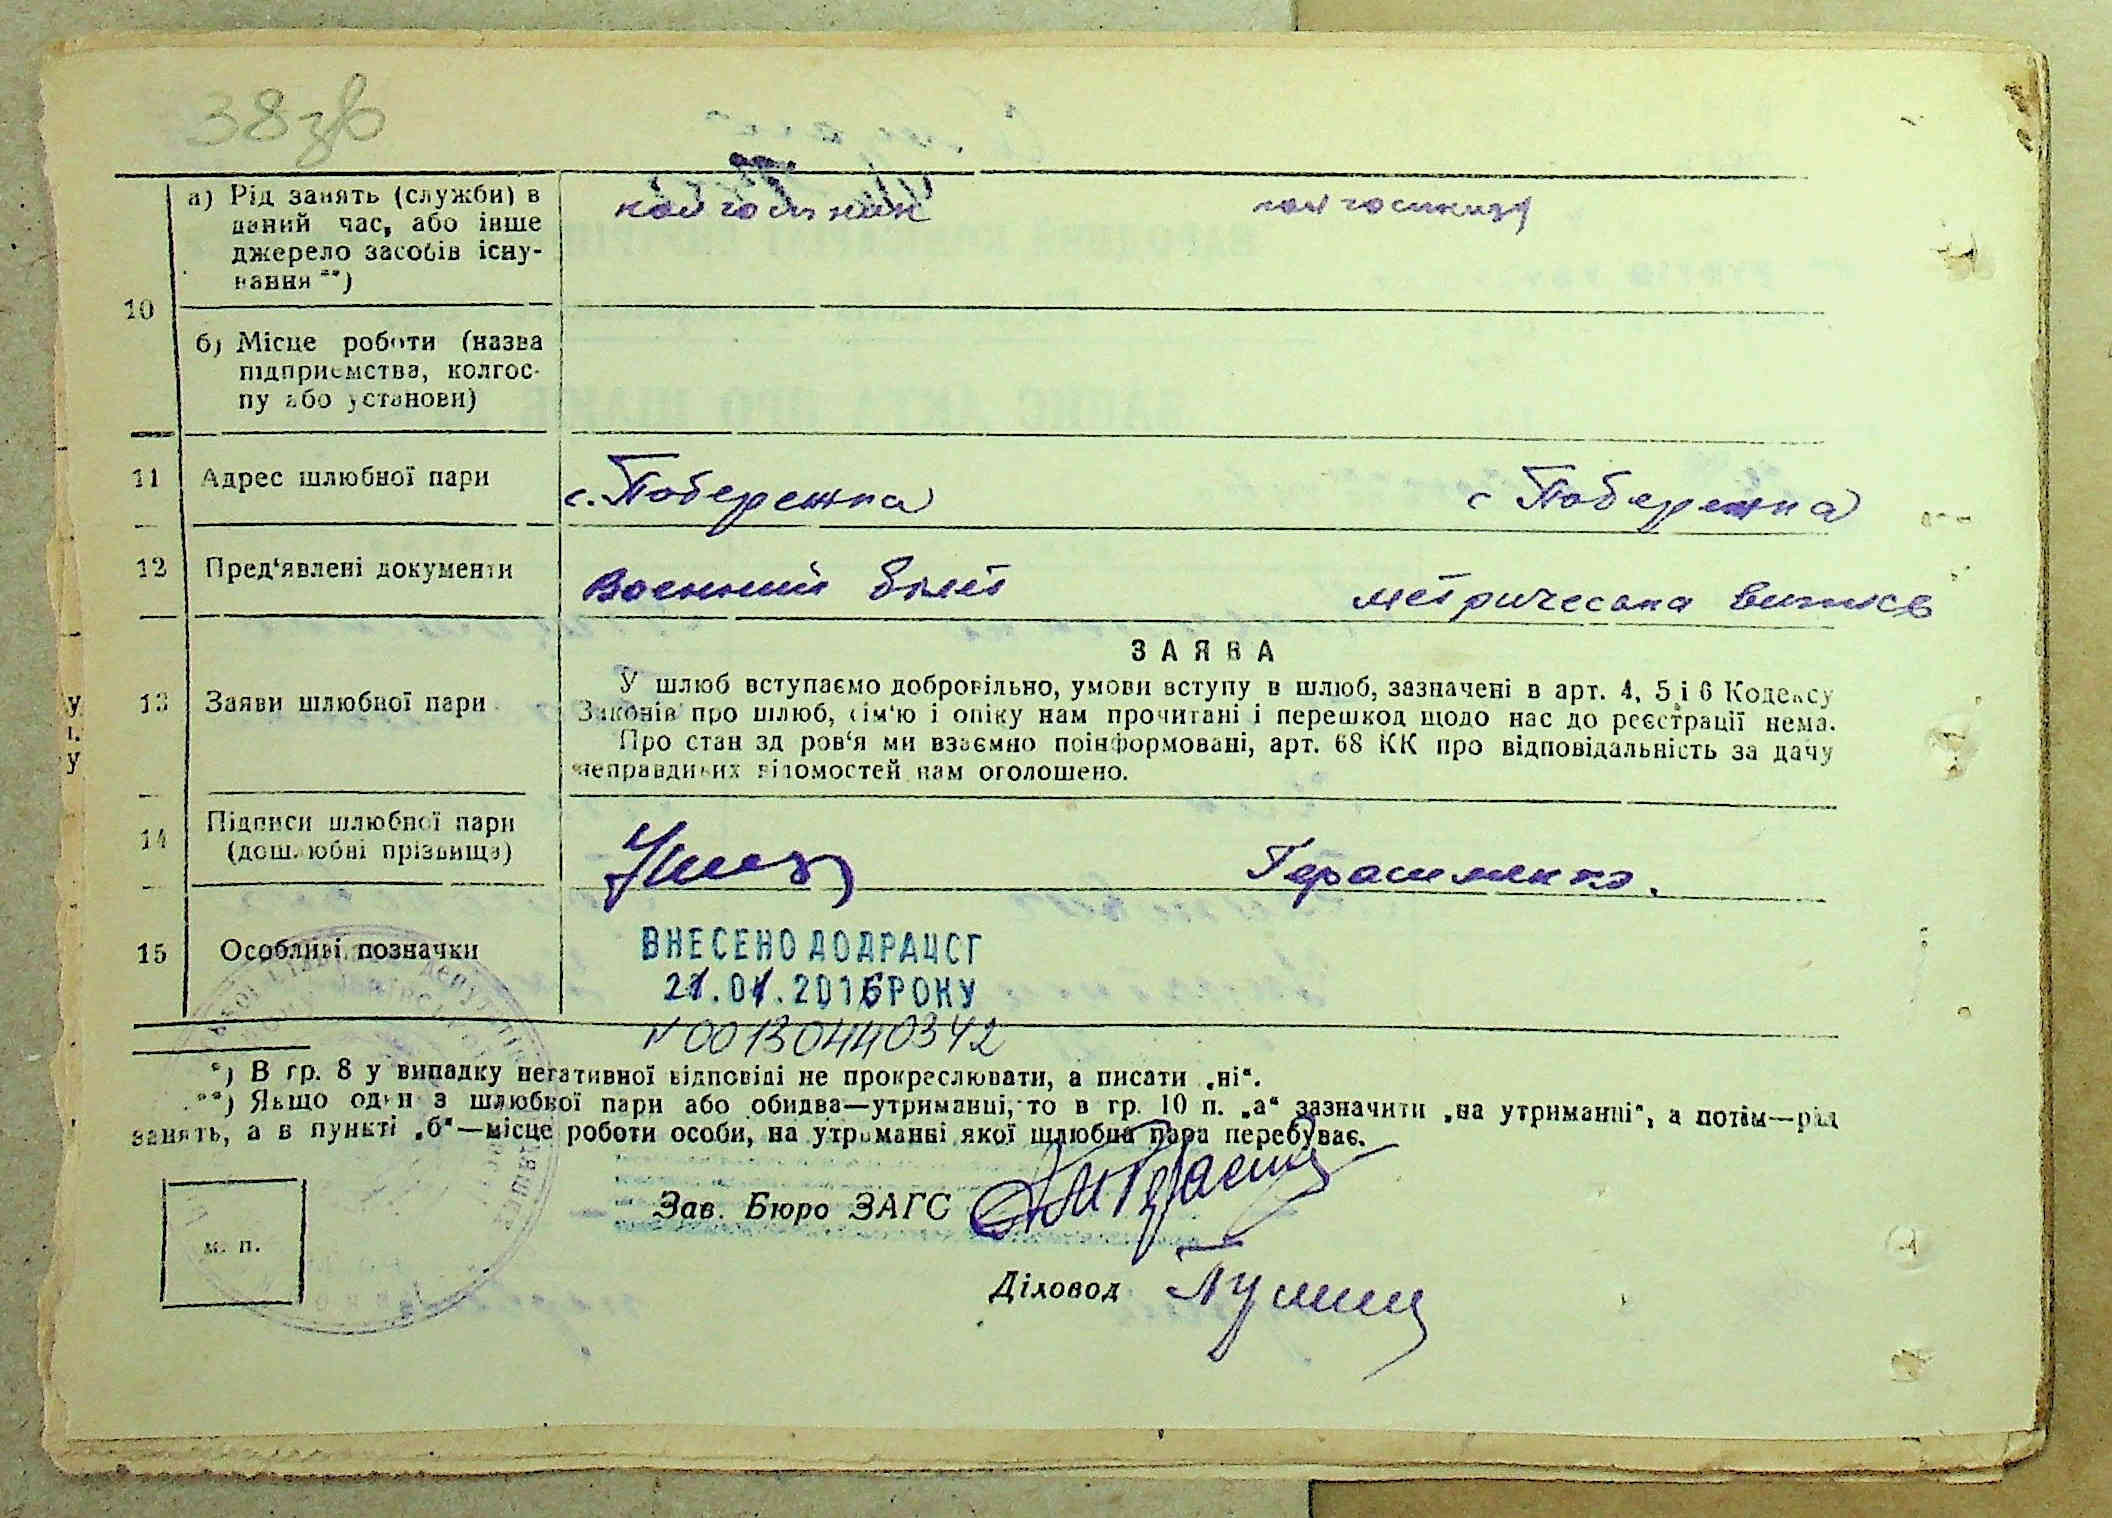 38зв
10
а) Рід занять (служби) в
даний час, або інше
джерело засобів існу-
вання **)
колгоспник
колгоспниця
б) Місце роботи (назва
підприємства, колгос-
пу або установи)
11 Адрес шлюбної пари
с. Побережка
с Побережка
12 Пред'явлені документи
Военний білет
метрическа випись
ЗАЯВА
13 Заяви шлюбної пари
У шлюб вступаємо добровільно, умови вступу в шлюб, зазначені в арт. 4, 5 і 6 Кодексу
Законів про шлюб, сім'ю і опіку нам прочитані і перешкод щодо нас до реєстрації нема.
Про стан здоров'я ми взаємно поінформовані, арт. 68 КК про відповідальність за дачу
неправдивих відомостей нам оголошено.
14 Підписи шлюбної пари
(дошлюбні прізвища)
Герасименко.
15 Особливі позначки
ВНЕСЕНО ДО ДРАЦСГ
21.01.2016 РОКУ
N 00130440342
*) В гр. 8 у випадку негативної відповіді не прокреслювати, а писати „ні“.
**) Якщо один з шлюбної пари або обидва—утриманці, то в гр. 10 п. „а“ зазначити „на утриманні“, а потім—рід
занять, а в пункті „б“—місце роботи особи, на утриманні якої шлюбна пара перебуває.
Зав. Бюро ЗАГС
м. п.
Діловод